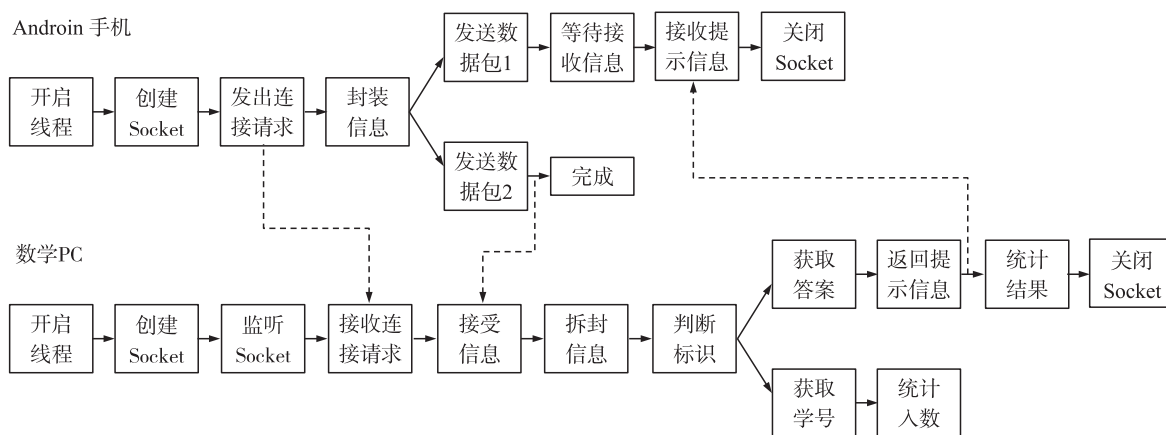 Androin 手机
开启
线程
创建
Socket
发出连
接请求
封装
信息
发送数
据包1
等待接
收信息
接收提
示信息
关闭
Socket
发送数
据包2
完成
数学PC
开启
线程
创建
Socket
监听
Socket
接收连
接请求
接受
信息
拆封
信息
判断
标识
获取
答案
返回提
示信息
统计
结果
关闭
Socket
获取
学号
统计
入数